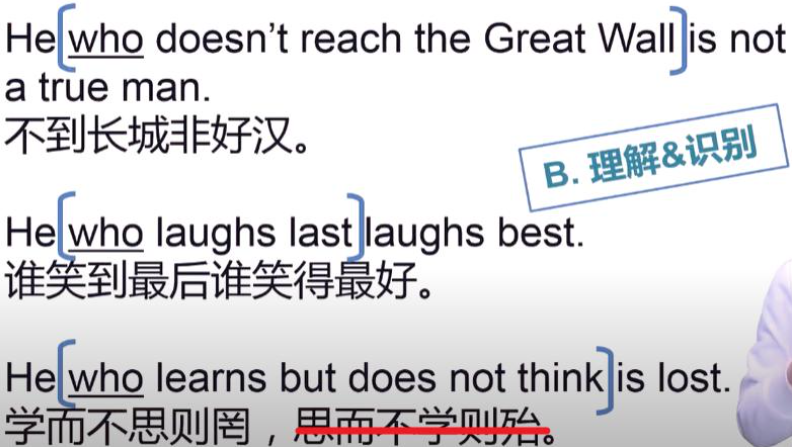 He who doesn't reach the Great Wall is not
a true man.
不到长城非好汉。
B. 理解&识别
He who laughs last laughs best.
谁笑到最后谁笑得最好。
He who learns but does not think is lost.
学而不思则罔，思而不学则殆。